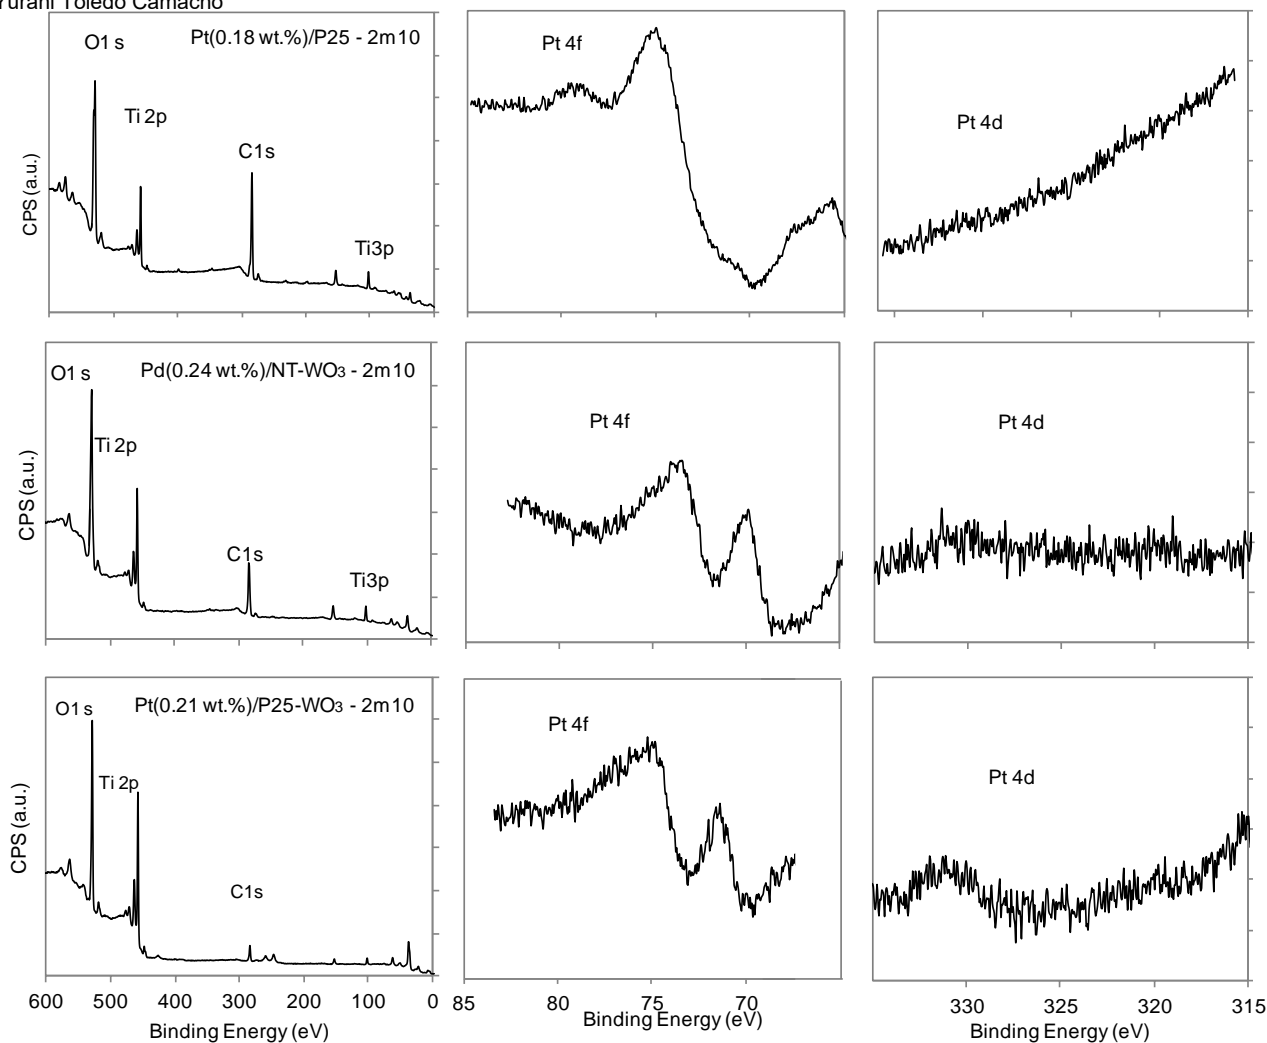 Yuraní Toledo Camacho
O1 s
Pt(0.18 wt.%)/P25 - 2m10
Ti 2p
C1s
Ti3p
CPS (a.u.)
Pt 4f
Pt 4d
O1 s
Pd(0.24 wt.%)/NT-WO3 - 2m10
Ti 2p
C1s
Ti3p
CPS (a.u.)
Pt 4f
Pt 4d
O1 s
Pt(0.21 wt.%)/P25-WO3 - 2m10
Ti 2p
C1s
CPS (a.u.)
Pt 4f
Pt 4d
600 500 400 300 200 100 0
Binding Energy (eV)
85 80 75 70
Binding Energy (eV)
330 325 320 315
Binding Energy (eV)